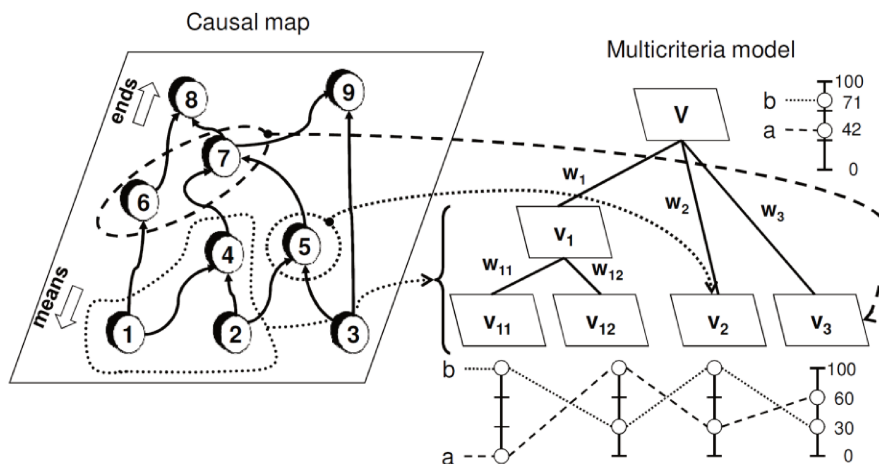 Causal map
Multicriteria model
ends
means
8
9
7
6
4
5
1
2
3
V
b
a
100
71
42
0
w₁
w₂
w₃
v₁
w₁₁
w₁₂
v₁₁
v₁₂
v₂
v₃
b
a
100
60
30
0